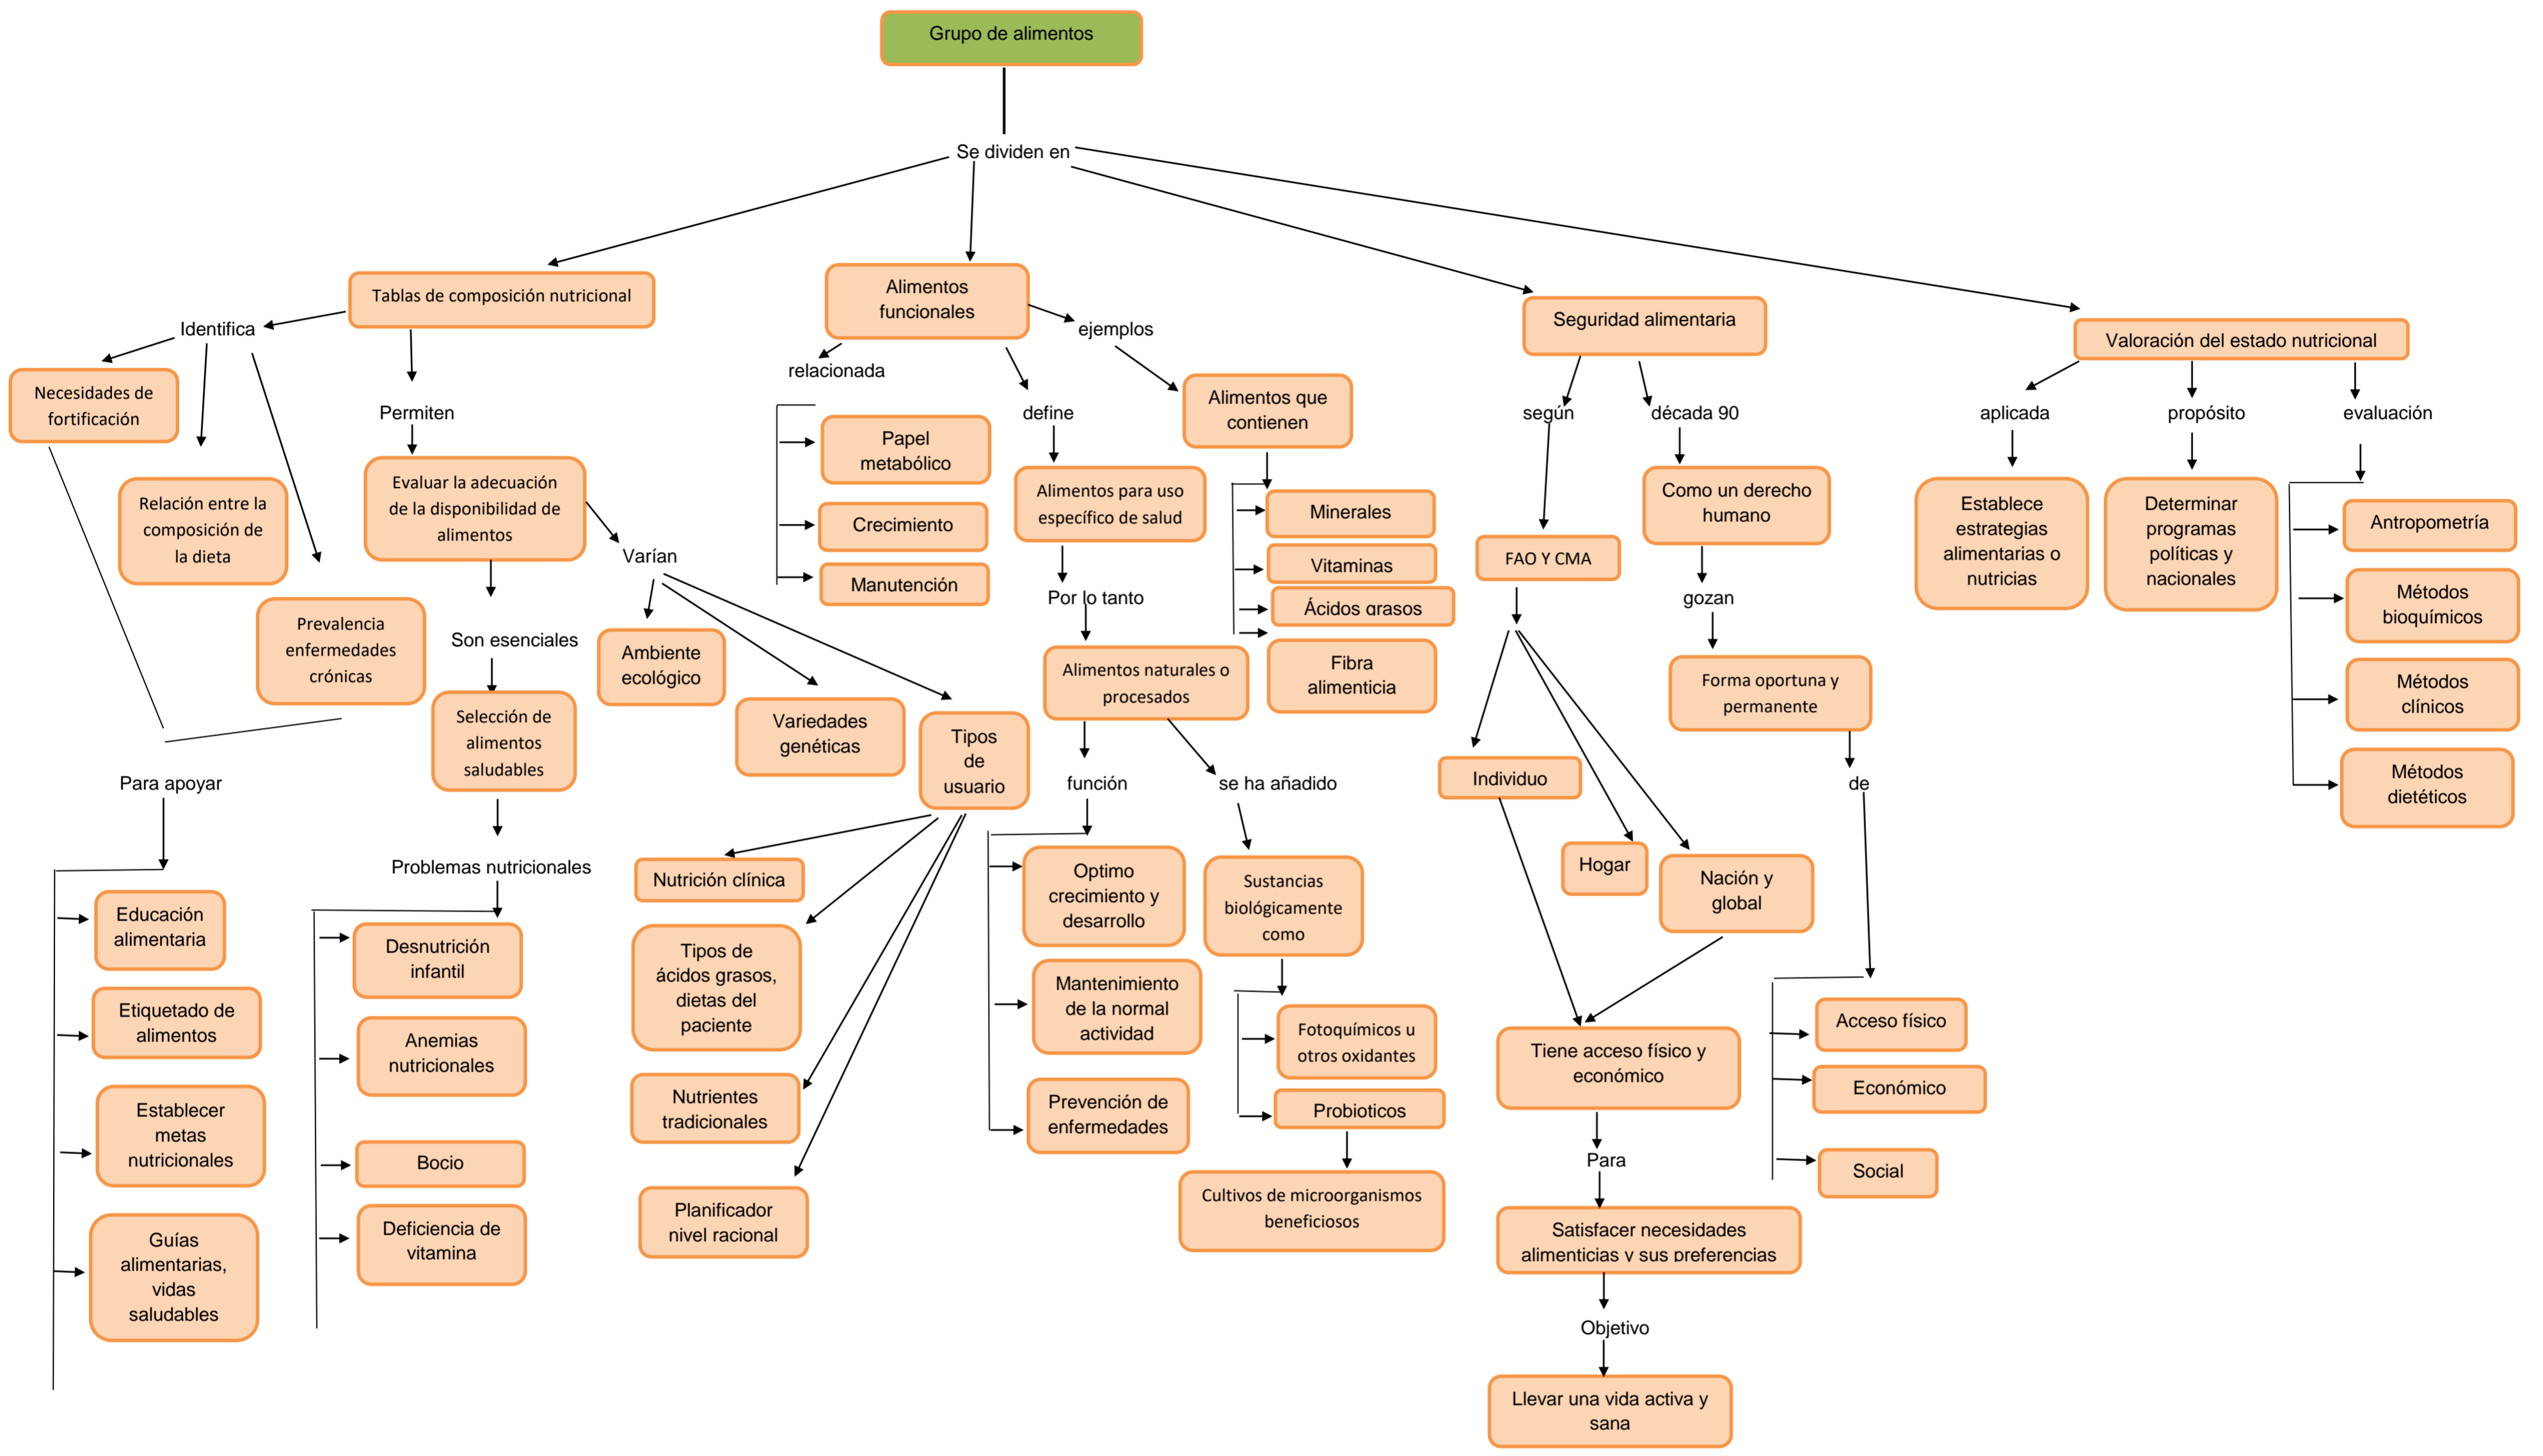 Grupo de alimentos
Se dividen en
Tablas de composición nutricional
Identifica
Necesidades de
fortificación
Relación entre la
composición de
la dieta
Prevalencia
enfermedades
crónicas
Para apoyar
Educación
alimentaria
Etiquetado de
alimentos
Establecer
metas
nutricionales
Guías
alimentarias,
vidas
saludables
Permiten
Evaluar la adecuación
de la disponibilidad de
alimentos
Son esenciales
Selección de
alimentos
saludables
Problemas nutricionales
Desnutrición
infantil
Anemias
nutricionales
Bocio
Deficiencia de
vitamina
Varían
Ambiente
ecológico
Variedades
genéticas
Tipos
de
usuario
Nutrición clínica
Tipos de
ácidos grasos,
dietas del
paciente
Nutrientes
tradicionales
Planificador
nivel racional
Alimentos
funcionales
relacionada
Papel
metabólico
Crecimiento
Manutención
define
Alimentos para uso
específico de salud
Por lo tanto
Alimentos naturales o
procesados
función
Optimo
crecimiento y
desarrollo
Mantenimiento
de la normal
actividad
Prevención de
enfermedades
se ha añadido
Sustancias
biológicamente
como
Fotoquímicos u
otros oxidantes
Probioticos
Cultivos de microorganismos
beneficiosos
ejemplos
Alimentos que
contienen
Minerales
Vitaminas
Ácidos grasos
Fibra
alimenticia
Seguridad alimentaria
según
FAO Y CMA
Individuo
Hogar
Nación y
global
Tiene acceso físico y
económico
Para
Satisfacer necesidades
alimenticias y sus preferencias
Objetivo
Llevar una vida activa y
sana
década 90
Como un derecho
humano
gozan
Forma oportuna y
permanente
de
Acceso físico
Económico
Social
Valoración del estado nutricional
aplicada
Establece
estrategias
alimentarias o
nutricias
propósito
Determinar
programas
políticas y
nacionales
evaluación
Antropometría
Métodos
bioquímicos
Métodos
clínicos
Métodos
dietéticos